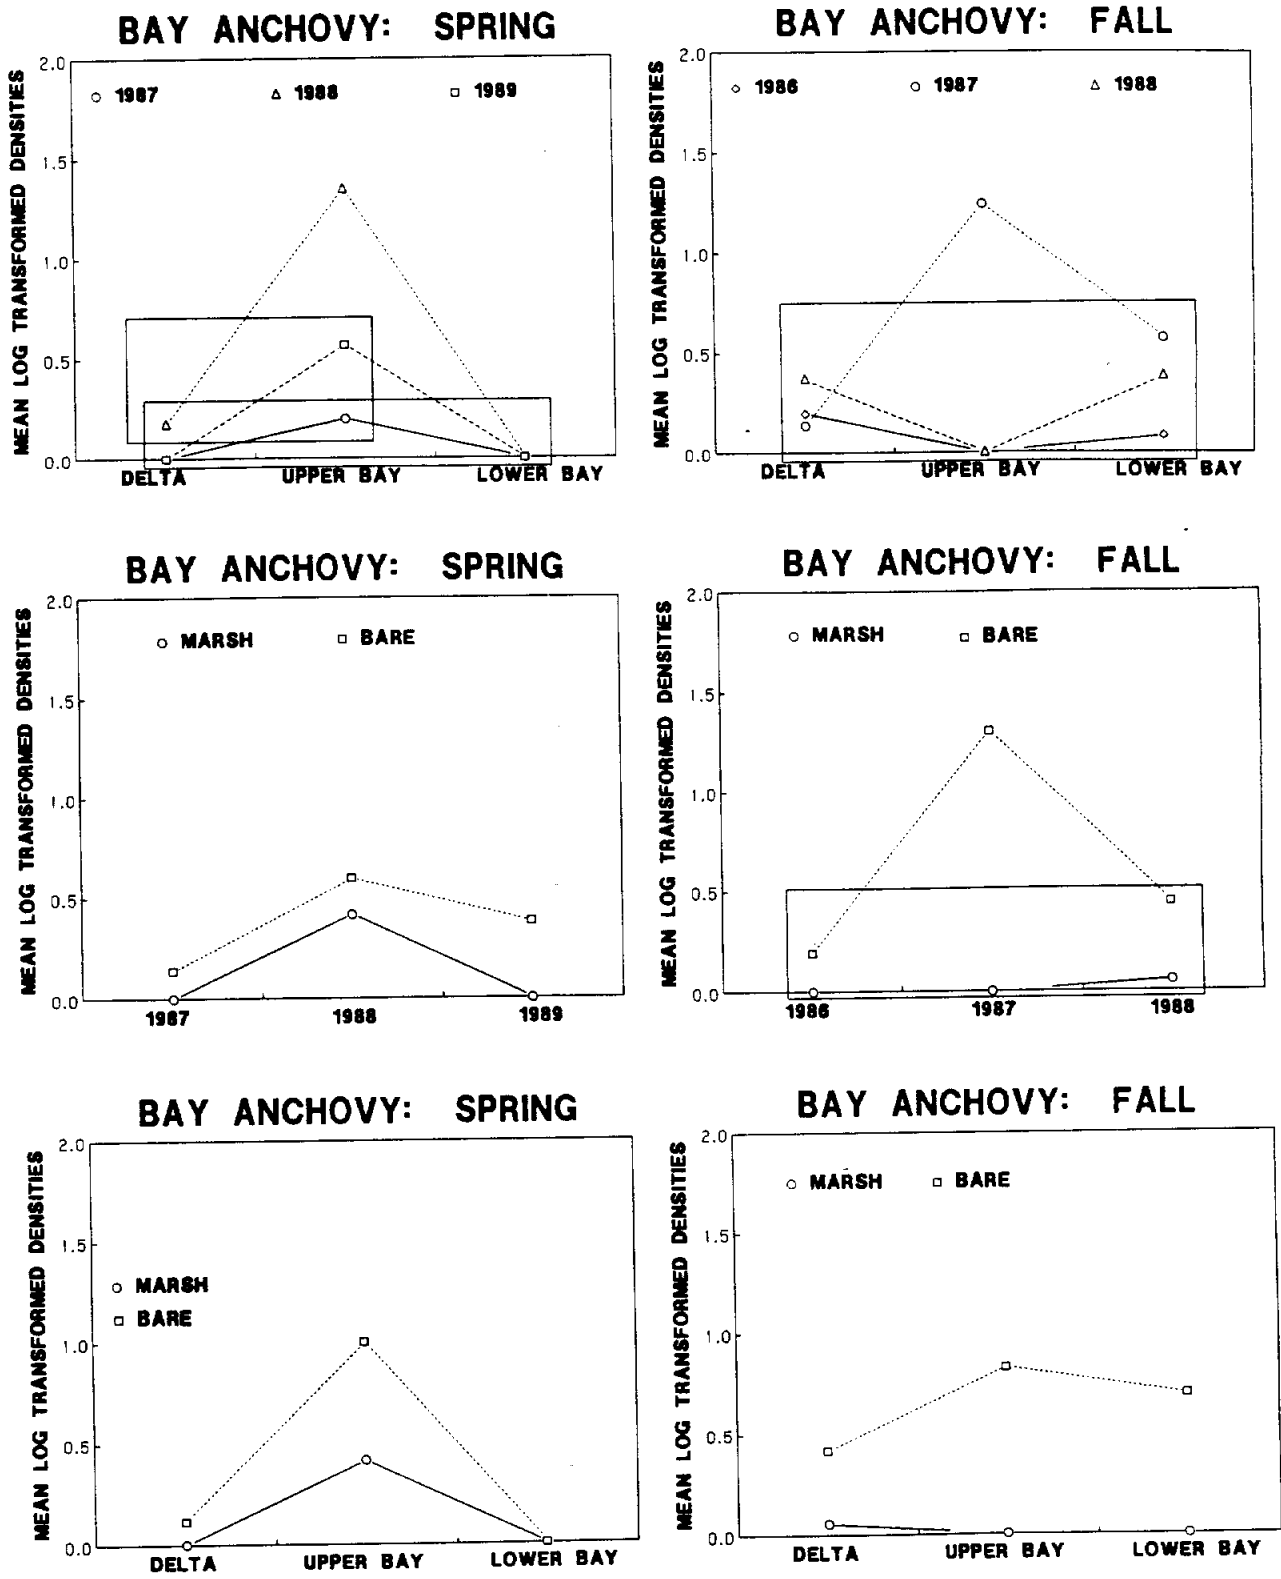 BAY ANCHOVY: SPRING
MEAN LOG TRANSFORMED DENSITIES
2.0
1987 1988 1989
1.5
1.0
0.5
0.0
DELTA UPPER BAY LOWER BAY
BAY ANCHOVY: FALL
MEAN LOG TRANSFORMED DENSITIES
2.0
1986 1987 1988
1.5
1.0
0.5
0.0
DELTA UPPER BAY LOWER BAY
BAY ANCHOVY: SPRING
MEAN LOG TRANSFORMED DENSITIES
2.0
MARSH BARE
1.5
1.0
0.5
0.0
1987 1988 1989
BAY ANCHOVY: FALL
MEAN LOG TRANSFORMED DENSITIES
2.0
MARSH BARE
1.5
1.0
0.5
0.0
1986 1987 1988
BAY ANCHOVY: SPRING
MEAN LOG TRANSFORMED DENSITIES
2.0
1.5
MARSH
BARE
1.0
0.5
0.0
DELTA UPPER BAY LOWER BAY
BAY ANCHOVY: FALL
MEAN LOG TRANSFORMED DENSITIES
2.0
MARSH BARE
1.5
1.0
0.5
0.0
DELTA UPPER BAY LOWER BAY